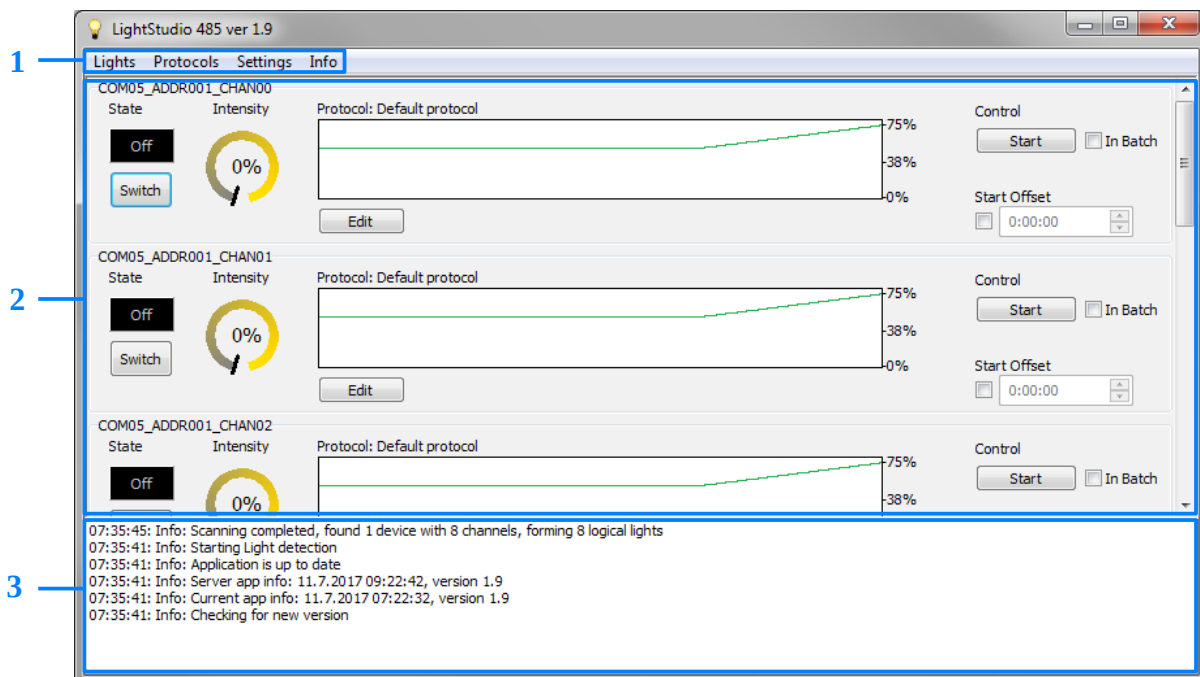 LightStudio 485 ver 1.9
1
Lights Protocols Settings Info
2
COM05_ADDR001_CHAN00
State Intensity Protocol: Default protocol Control
Off 0% 75% Start In Batch
38%
Switch 0% Start Offset
Edit 0:00:00
COM05_ADDR001_CHAN01
State Intensity Protocol: Default protocol Control
Off 0% 75% Start In Batch
38%
Switch 0% Start Offset
Edit 0:00:00
COM05_ADDR001_CHAN02
State Intensity Protocol: Default protocol Control
Off 0% 75% Start In Batch
38%
3
07:35:45: Info: Scanning completed, found 1 device with 8 channels, forming 8 logical lights
07:35:41: Info: Starting Light detection
07:35:41: Info: Application is up to date
07:35:41: Info: Server app info: 11.7.2017 09:22:42, version 1.9
07:35:41: Info: Current app info: 11.7.2017 07:22:32, version 1.9
07:35:41: Info: Checking for new version